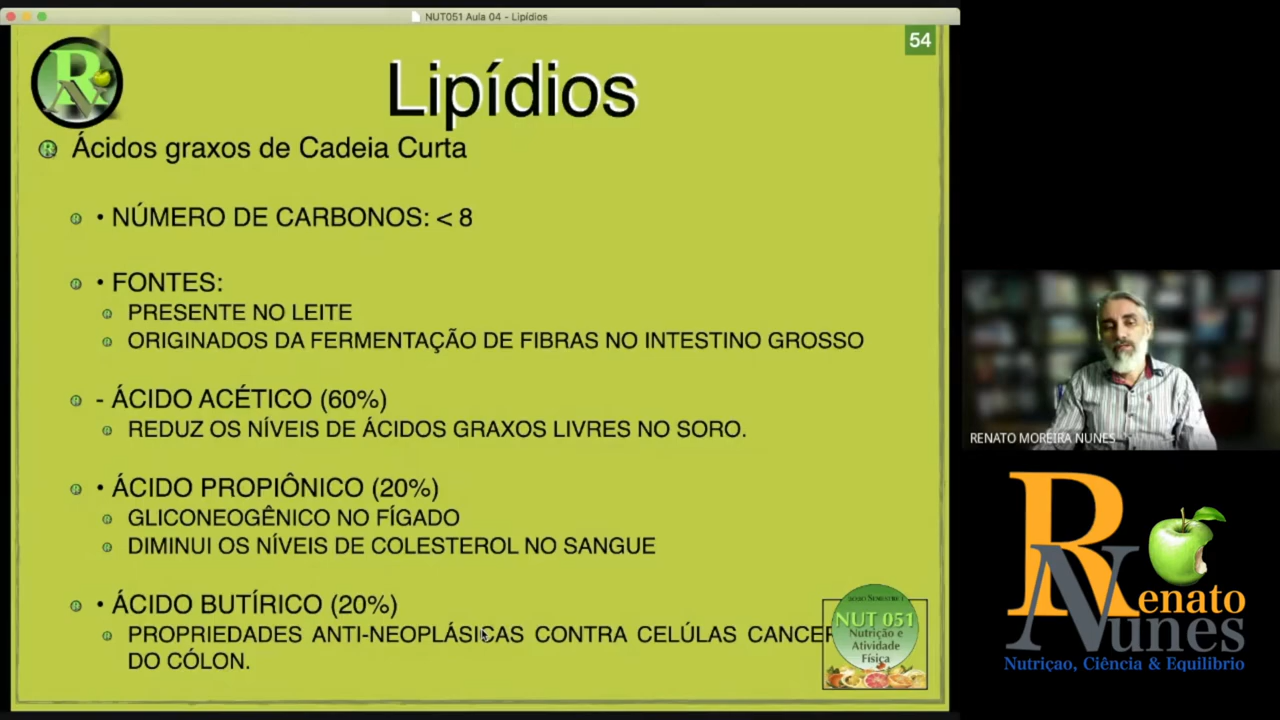 NUT051 Aula 04 - Lipídios
54
Lipídios
Ácidos graxos de Cadeia Curta
• NÚMERO DE CARBONOS: < 8
• FONTES:
PRESENTE NO LEITE
ORIGINADOS DA FERMENTAÇÃO DE FIBRAS NO INTESTINO GROSSO
- ÁCIDO ACÉTICO (60%)
REDUZ OS NÍVEIS DE ÁCIDOS GRAXOS LIVRES NO SORO.
• ÁCIDO PROPIÔNICO (20%)
GLICONEOGÊNICO NO FÍGADO
DIMINUI OS NÍVEIS DE COLESTEROL NO SANGUE
• ÁCIDO BUTÍRICO (20%)
PROPRIEDADES ANTI-NEOPLÁSICAS CONTRA CELÚLAS CANCER
DO CÓLON.
NUT 051
Nutrição e
Atividade
Física
RENATO MOREIRA NUNES
Renato
Nunes
Nutriçao, Ciência & Equilibrio